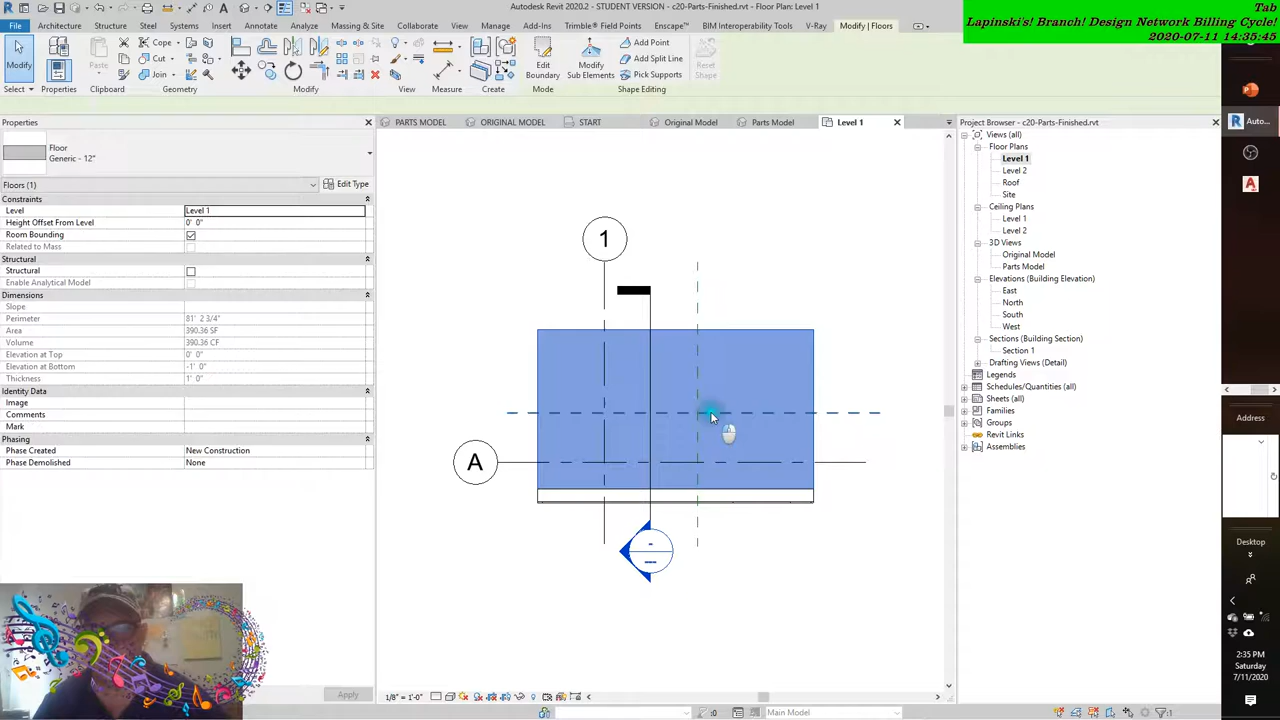 Autodesk Revit 2020.2 - STUDENT VERSION - c20-Parts-Finished.rvt - Floor Plan: Level 1
Tab
Lapinski's! Branch! Design Network Billing Cycle!
2020-07-11 14:35:45
File Architecture Structure Steel Systems Insert Annotate Analyze Massing & Site Collaborate View Manage Add-Ins Trimble® Field Points Enscape™ BIM Interoperability Tools V-Ray Modify | Floors
Modify
Properties
Paste
Cope
Cut
Join
Edit Boundary
Modify Sub Elements
Add Point
Add Split Line
Pick Supports
Reset Shape
Select Properties Clipboard Geometry Modify View Measure Create Mode Shape Editing
Properties
PARTS MODEL ORIGINAL MODEL START Original Model Parts Model Level 1
Project Browser - c20-Parts-Finished.rvt
Floor
Generic - 12"
Floors (1) Edit Type
Constraints
Level Level 1
Height Offset From Level 0' 0"
Room Bounding
Related to Mass
Structural
Structural
Enable Analytical Model
Dimensions
Slope
Perimeter 81' 2 3/4"
Area 390.36 SF
Volume 390.36 CF
Elevation at Top 0' 0"
Elevation at Bottom -1' 0"
Thickness 1' 0"
Identity Data
Image
Comments
Mark
Phasing
Phase Created New Construction
Phase Demolished None
Apply
1
A
Views (all)
Floor Plans
Level 1
Level 2
Roof
Site
Ceiling Plans
Level 1
Level 2
3D Views
Original Model
Parts Model
Elevations (Building Elevation)
East
North
South
West
Sections (Building Section)
Section 1
Drafting Views (Detail)
Legends
Schedules/Quantities (all)
Sheets (all)
Families
Groups
Revit Links
Assemblies
Auto...
Address
Desktop
2:35 PM
Saturday
7/11/2020
1/8" = 1'-0"
:0 Main Model :1